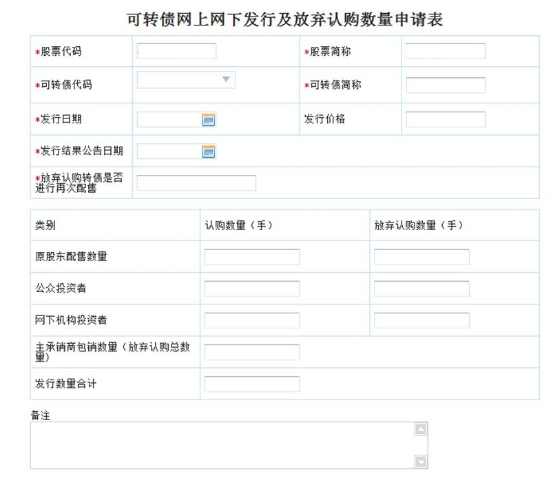 可转债网上网下发行及放弃认购数量申请表
*股票代码
*股票简称
*可转债代码
*可转债简称
*发行日期
发行价格
*发行结果公告日期
*放弃认购转债是否
进行再次配售
类别
认购数量（手）
放弃认购数量（手）
原股东配售数量
公众投资者
网下机构投资者
主承销商包销数量（放弃认购总数
量）
发行数量合计
备注